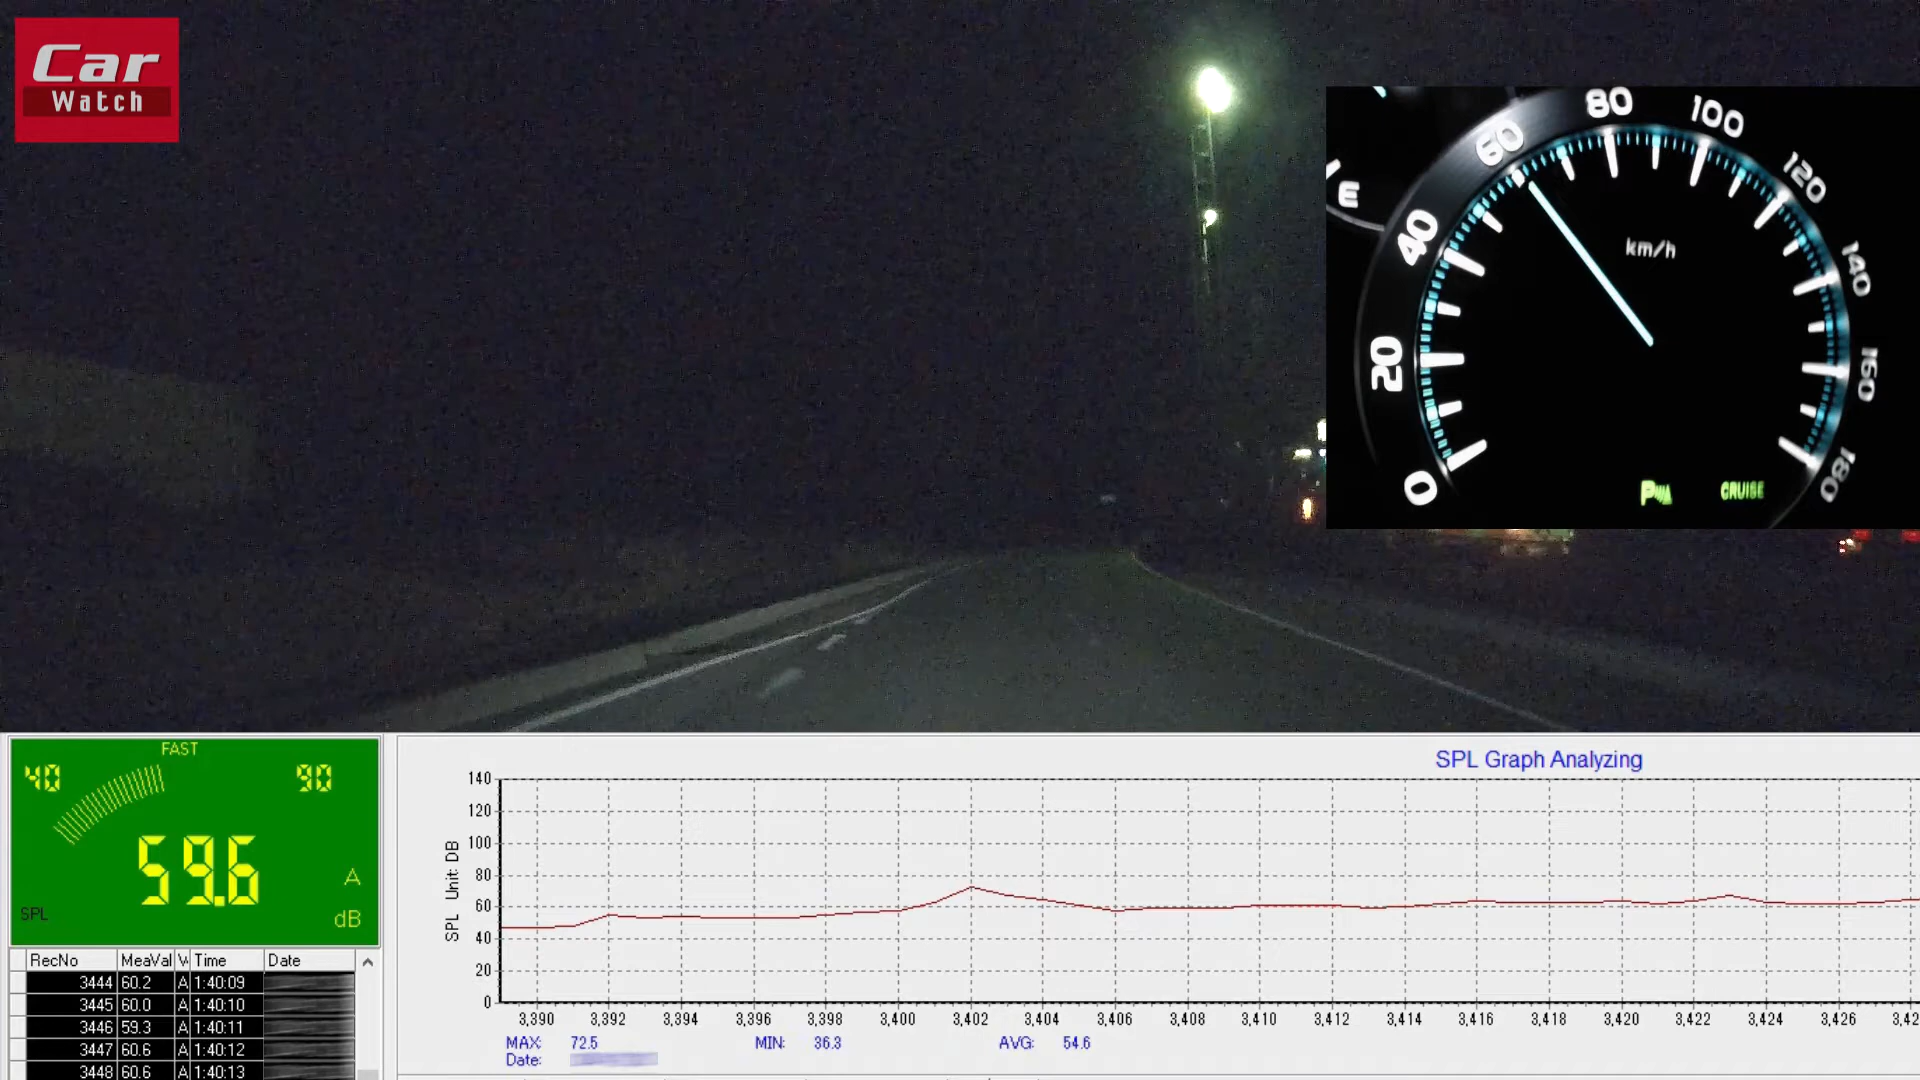 Car
Watch
E
0
20
40
60
80
100
120
140
160
180
km/h
CRUISE
FAST
40
90
59.6
A
SPL
dB
RecNo MeaVal Time Date
3444 60.2 A 1:40:09
3445 60.0 A 1:40:10
3446 59.3 A 1:40:11
3447 60.6 A 1:40:12
3448 60.6 A 1:40:13
SPL Graph Analyzing
SPL Unit: DB
140
120
100
80
60
40
20
0
3,390 3,392 3,394 3,396 3,398 3,400 3,402 3,404 3,406 3,408 3,410 3,412 3,414 3,416 3,418 3,420 3,422 3,424 3,426 3,42
MAX: 72.5 MIN: 36.3 AVG: 54.6
Date: